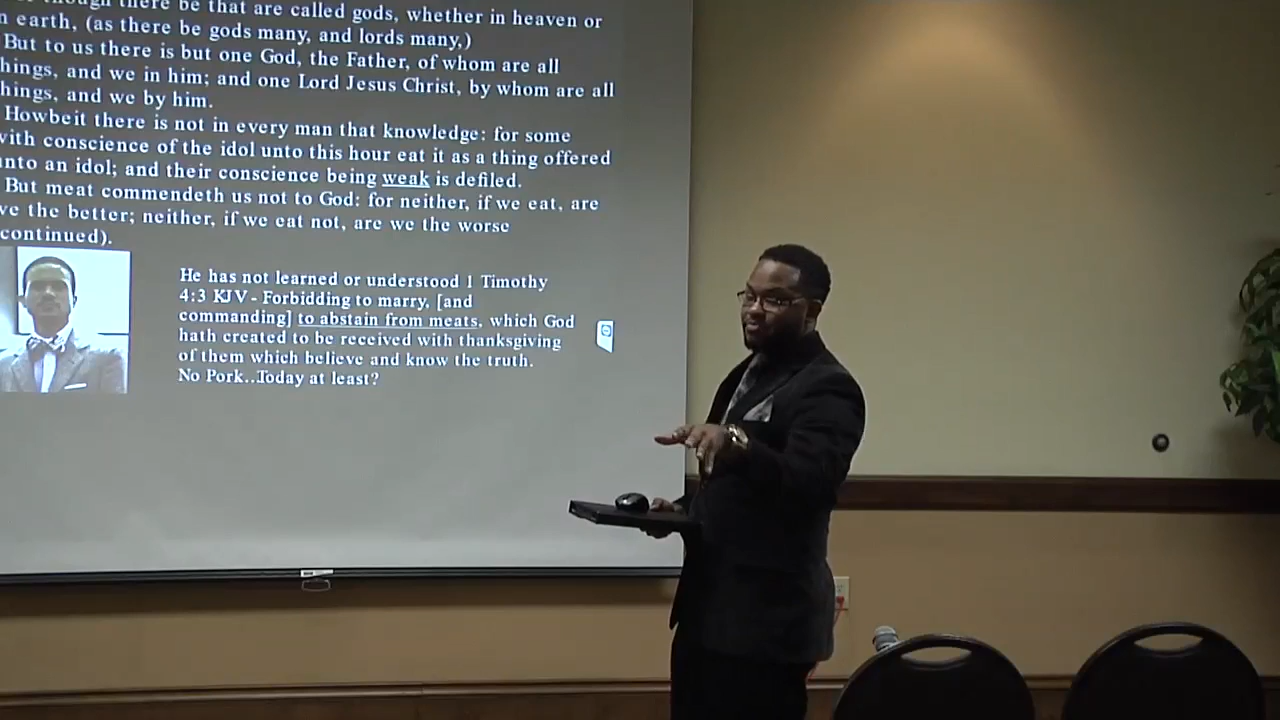 though there be that are called gods, whether in heaven or
n earth, (as there be gods many, and lords many,)
But to us there is but one God, the Father, of whom are all
hings, and we in him; and one Lord Jesus Christ, by whom are all
hings, and we by him.
Howbeit there is not in every man that knowledge: for some
with conscience of the idol unto this hour eat it as a thing offered
unto an idol; and their conscience being weak is defiled.
But meat commendeth us not to God: for neither, if we eat, are
we the better; neither, if we eat not, are we the worse
continued).
He has not learned or understood 1 Timothy
4:3 KJV - Forbidding to marry, [and
commanding] to abstain from meats, which God
hath created to be received with thanksgiving
of them which believe and know the truth.
No Pork..Today at least?